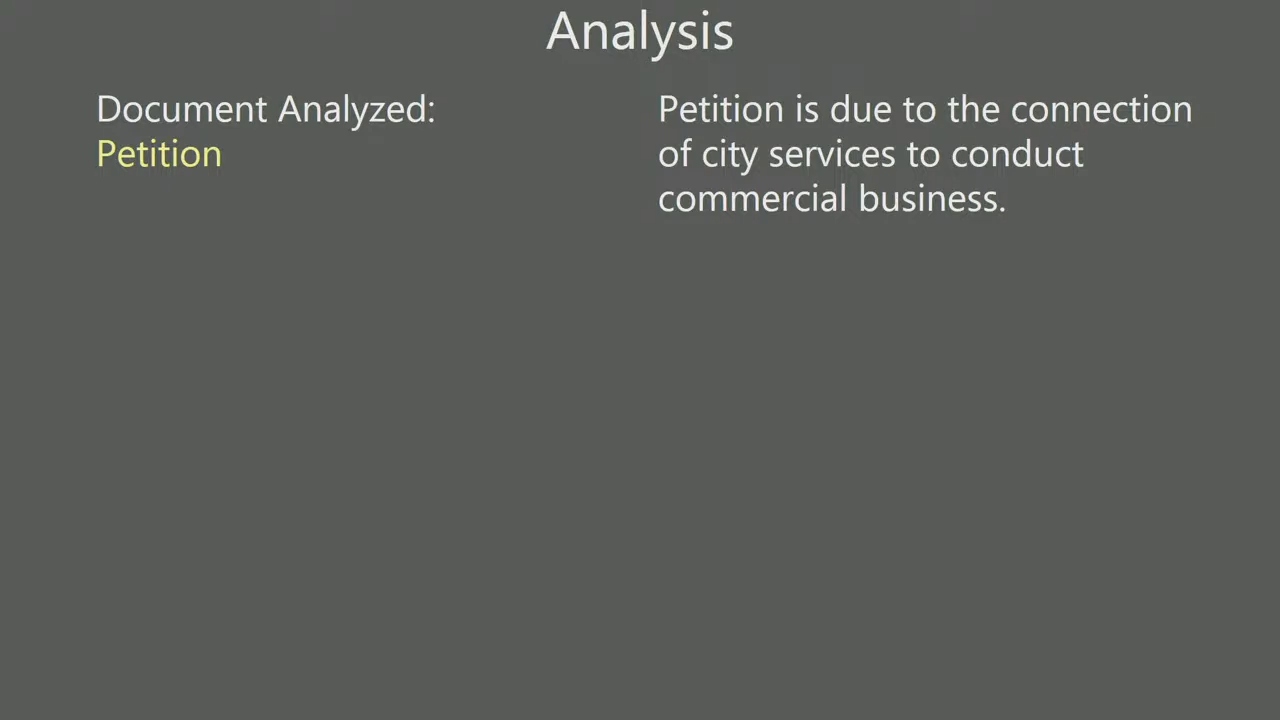 Analysis
Document Analyzed:
Petition
Petition is due to the connection
of city services to conduct
commercial business.